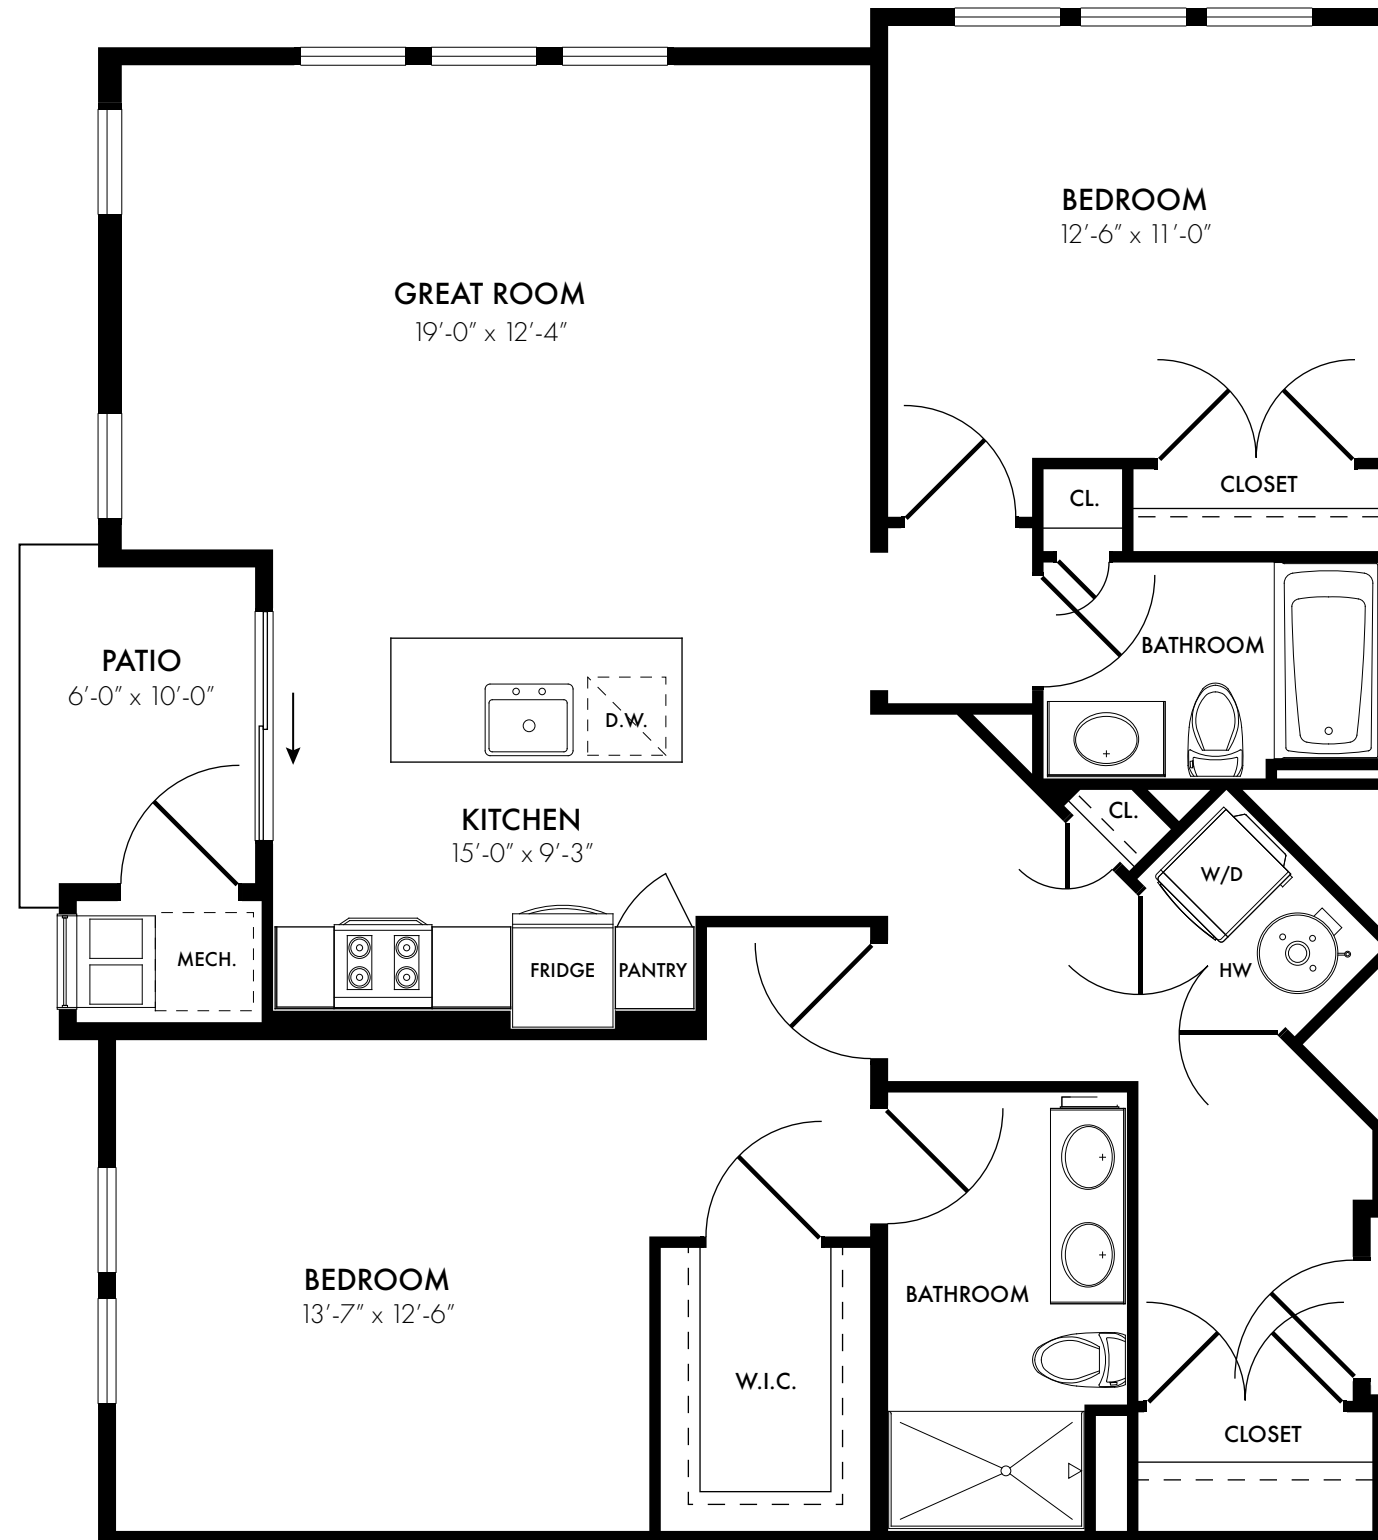 BEDROOM
12’-6” x 11’-0”
GREAT ROOM
19’-0” x 12’-4”
CLOSET
CL.
BATHROOM
PATIO
6’-0” x 10’-0”
D.W.
KITCHEN
15’-0” x 9’-3”
CL.
W/D
MECH.
FRIDGE
PANTRY
HW
BEDROOM
13’-7” x 12’-6”
BATHROOM
W.I.C.
CLOSET